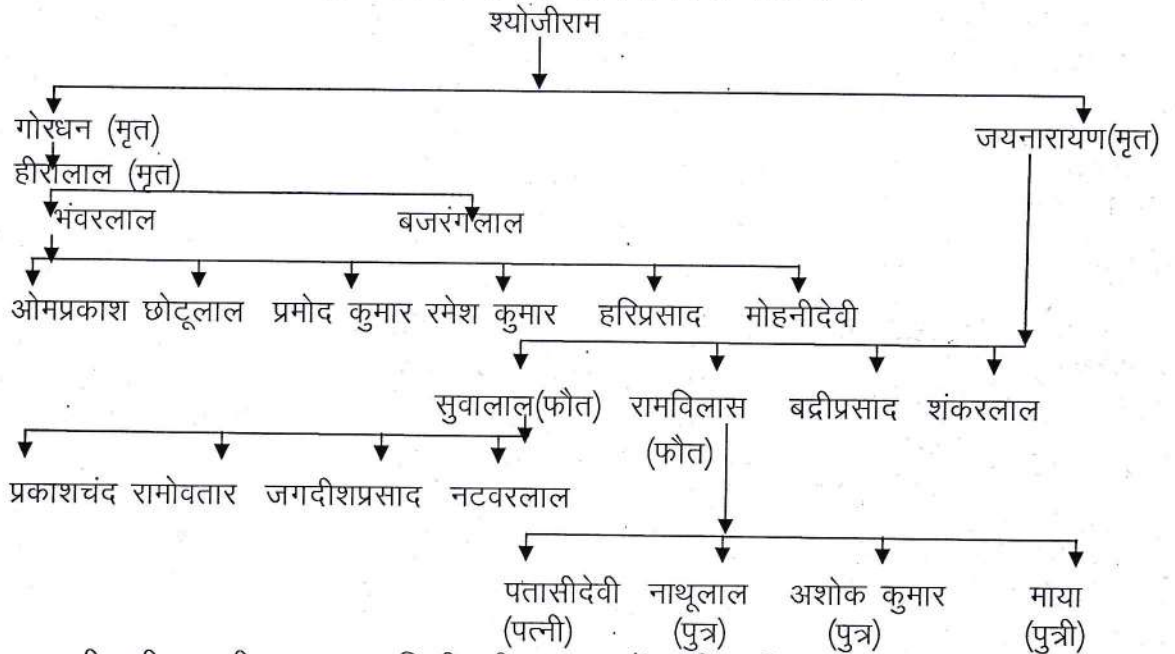 श्योजीराम
गोरधन (मृत) जयनारायण(मृत)
हीरालाल (मृत)
भंवरलाल बजरंगलाल
ओमप्रकाश छोटूलाल प्रमोद कुमार रमेश कुमार हरिप्रसाद मोहनीदेवी
सुवालाल(फौत) रामविलास बद्रीप्रसाद शंकरलाल
(फौत)
प्रकाशचंद रामोवतार जगदीशप्रसाद नटवरलाल
पतासीदेवी नाथूलाल अशोक कुमार माया
(पत्नी) (पुत्र) (पुत्र) (पुत्री)